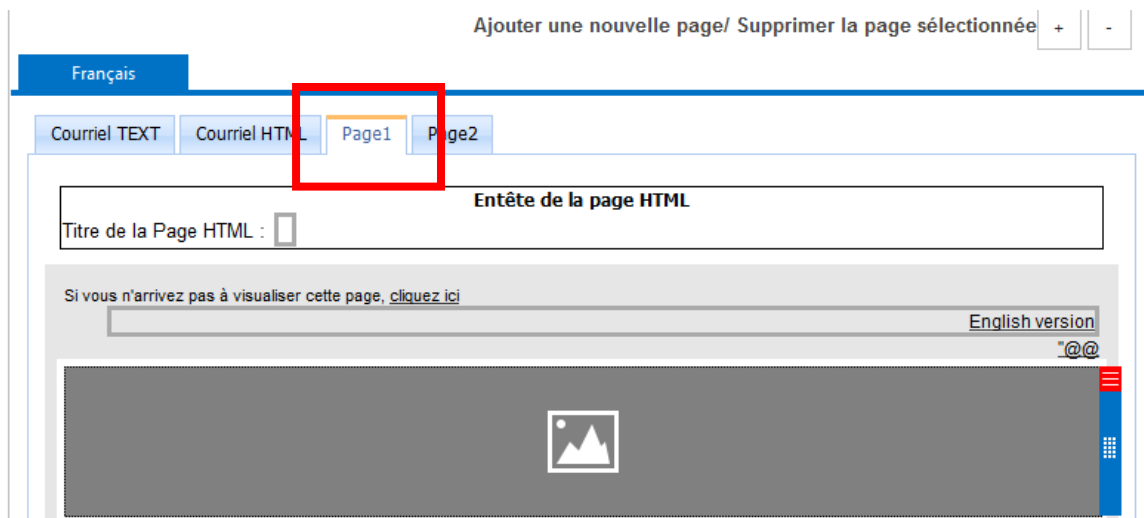 Ajouter une nouvelle page/ Supprimer la page sélectionnée + -
Français
Courriel TEXT Courriel HTML Page1 Page2
Entête de la page HTML
Titre de la Page HTML :
Si vous n'arrivez pas à visualiser cette page, cliquez ici
English version
"@@